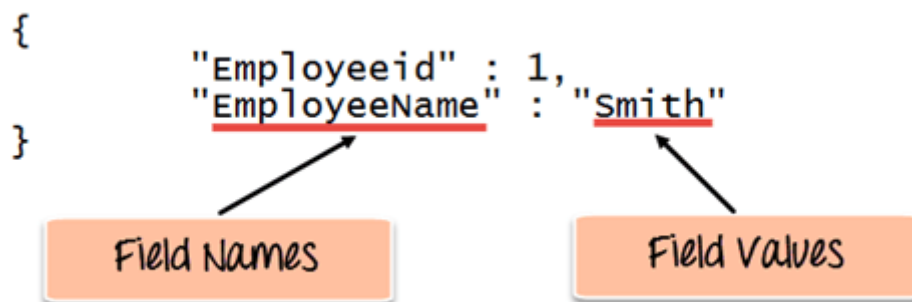 {
"Employeeid" : 1,
"EmployeeName" : "Smith"
}
Field Names
Field Values